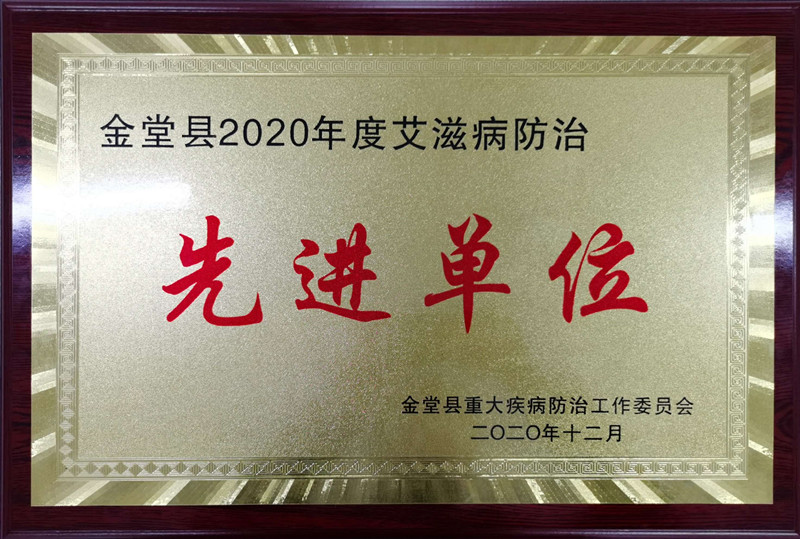 金堂县2020年度艾滋病防治
先进单位
金堂县重大疾病防治工作委员会
二〇二〇年十二月